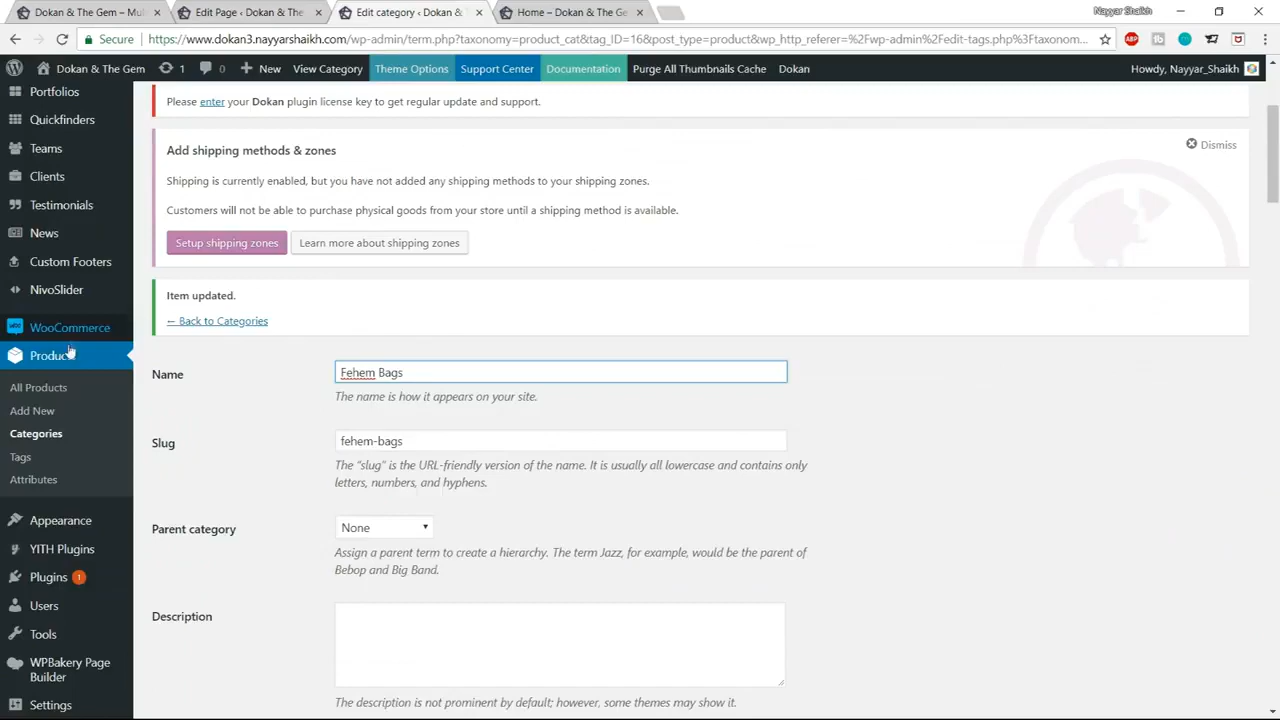 Dokan & The Gem – Mul
Edit Page ‹ Dokan & The
Edit category ‹ Dokan & T
Home – Dokan & The Ge
Nayyar Shaikh
Secure
https://www.dokan3.nayyarshaikh.com/wp-admin/term.php?taxonomy=product_cat&tag_ID=16&post_type=product&wp_http_referer=%2Fwp-admin%2Fedit-tags.php%3Ftaxonom...
ABP
Dokan & The Gem
1
0
New
View Category
Theme Options
Support Center
Documentation
Purge All Thumbnails Cache
Dokan
Howdy, Nayyar_Shaikh
Portfolios
Quickfinders
Teams
Clients
Testimonials
News
Custom Footers
NivoSlider
WooCommerce
Products
All Products
Add New
Categories
Tags
Attributes
Appearance
YITH Plugins
Plugins 1
Users
Tools
WPBakery Page
Builder
Settings
Please enter your Dokan plugin license key to get regular update and support.
Add shipping methods & zones
Dismiss
Shipping is currently enabled, but you have not added any shipping methods to your shipping zones.
Customers will not be able to purchase physical goods from your store until a shipping method is available.
Setup shipping zones
Learn more about shipping zones
Item updated.
← Back to Categories
Name
Fehem Bags
The name is how it appears on your site.
Slug
fehem-bags
The “slug” is the URL-friendly version of the name. It is usually all lowercase and contains only
letters, numbers, and hyphens.
Parent category
None
Assign a parent term to create a hierarchy. The term Jazz, for example, would be the parent of
Bebop and Big Band.
Description
The description is not prominent by default; however, some themes may show it.